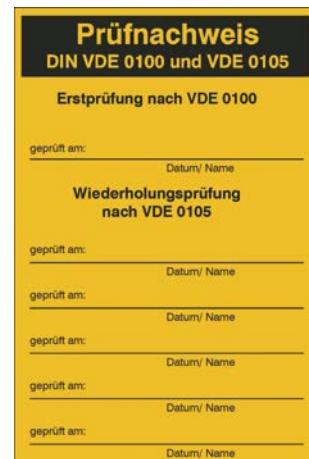 Prüfnachweis
DIN VDE 0100 und VDE 0105
Erstprüfung nach VDE 0100
geprüft am:
Datum/ Name
Wiederholungsprüfung
nach VDE 0105
geprüft am:
Datum/ Name
geprüft am:
Datum/ Name
geprüft am:
Datum/ Name
geprüft am:
Datum/ Name
geprüft am:
Datum/ Name